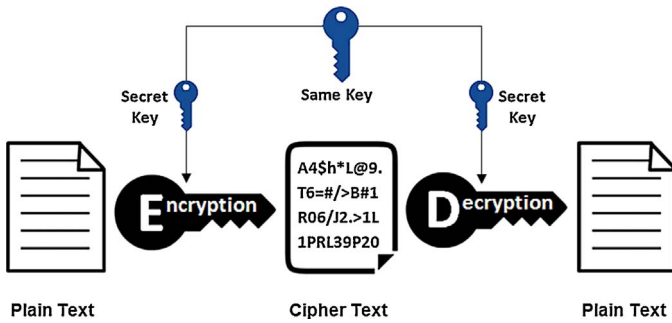 Secret
Key
Same Key
Secret
Key
Encryption
A4$h*L@9.
T6=#/>B#1
R06/J2.>1L
1PRL39P20
Decryption
Plain Text
Cipher Text
Plain Text